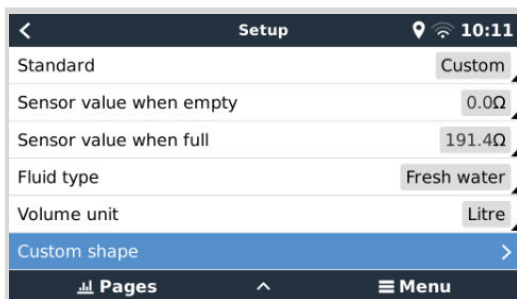 Setup 10:11
Standard Custom
Sensor value when empty 0.0Ω
Sensor value when full 191.4Ω
Fluid type Fresh water
Volume unit Litre
Custom shape
Pages Menu